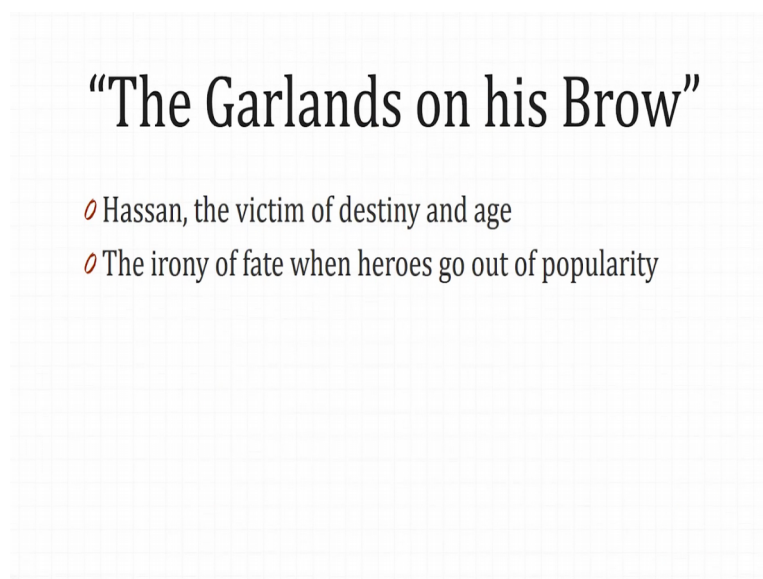 “The Garlands on his Brow”
Hassan, the victim of destiny and age
The irony of fate when heroes go out of popularity